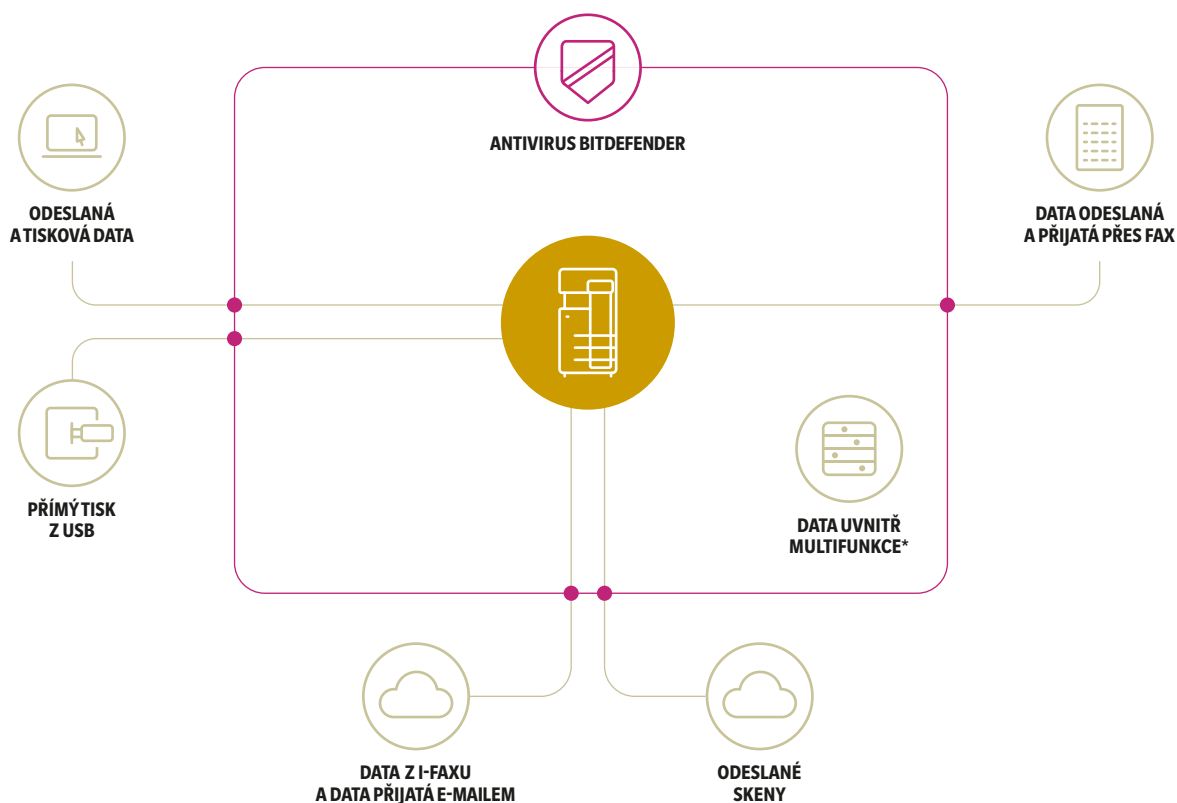 ANTIVIRUS BITDEFENDER
ODESLANÁ
A TISKOVÁ DATA
DATA ODESLANÁ
A PŘIJATÁ PŘES FAX
PŘÍMÝ TISK
Z USB
DATA UVNITŘ
MULTIFUNKCE*
DATA Z I-FAXU
A DATA PŘIJATÁ E-MAILEM
ODESLANÉ
SKENY